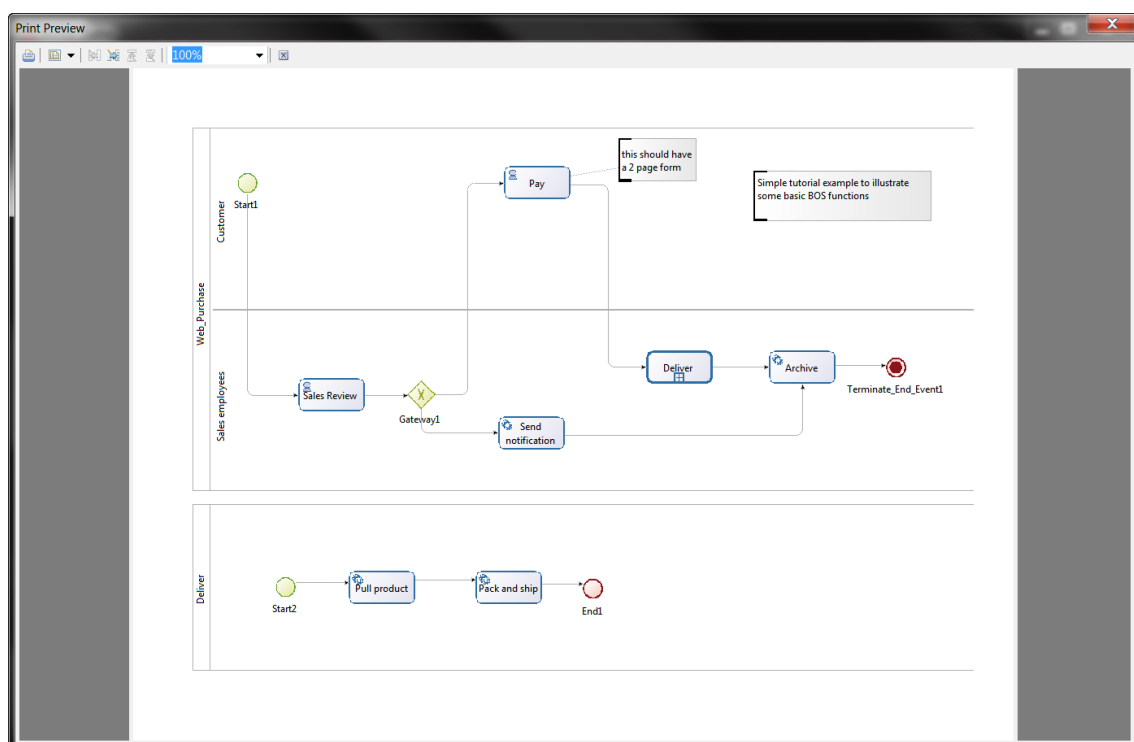 Print Preview
100%
Web_Purchase
Customer
Start1
Pay
this should have
a 2 page form
Simple tutorial example to illustrate
some basic BOS functions
Sales employees
Sales Review
Gateway1
Send
notification
Deliver
Archive
Terminate_End_Event1
Deliver
Start2
Pull product
Pack and ship
End1